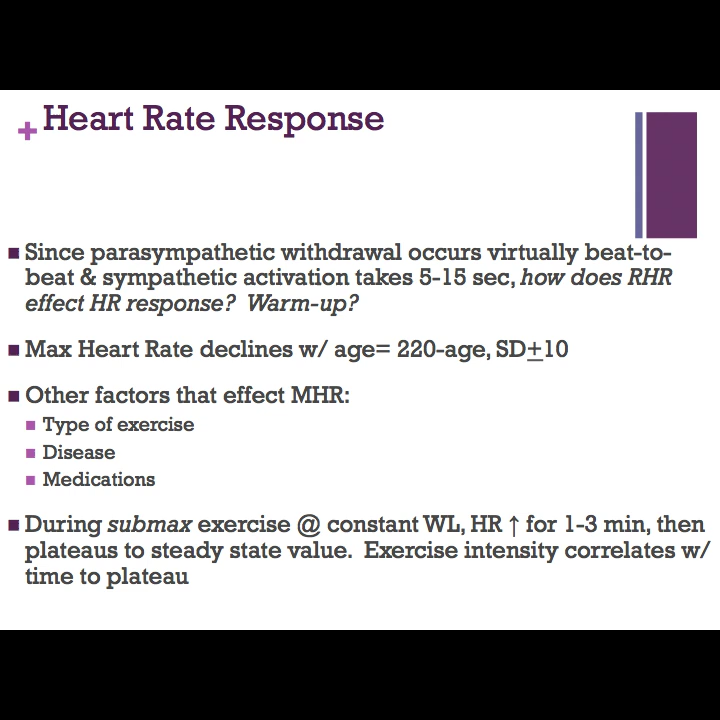 + Heart Rate Response
■ Since parasympathetic withdrawal occurs virtually beat-to-
beat & sympathetic activation takes 5-15 sec, how does RHR
effect HR response?  Warm-up?
■ Max Heart Rate declines w/ age= 220-age, SD±10
■ Other factors that effect MHR:
■ Type of exercise
■ Disease
■ Medications
■ During submax exercise @ constant WL, HR ↑ for 1-3 min, then
plateaus to steady state value.  Exercise intensity correlates w/
time to plateau